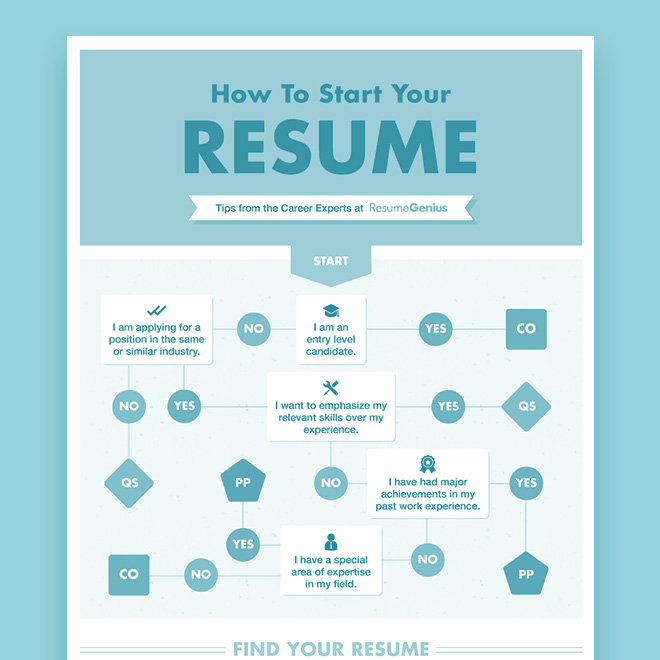 How To Start Your
RESUME
Tips from the Career Experts at ResumeGenius
START
I am applying for a
position in the same
or similar industry.
NO
I am an
entry level
candidate.
YES
CO
NO
YES
I want to emphasize my
relevant skills over my
experience.
YES
QS
QS
PP
NO
I have had major
achievements in my
past work experience.
YES
YES
I have a special
area of expertise
in my field.
NO
PP
CO
NO
FIND YOUR RESUME